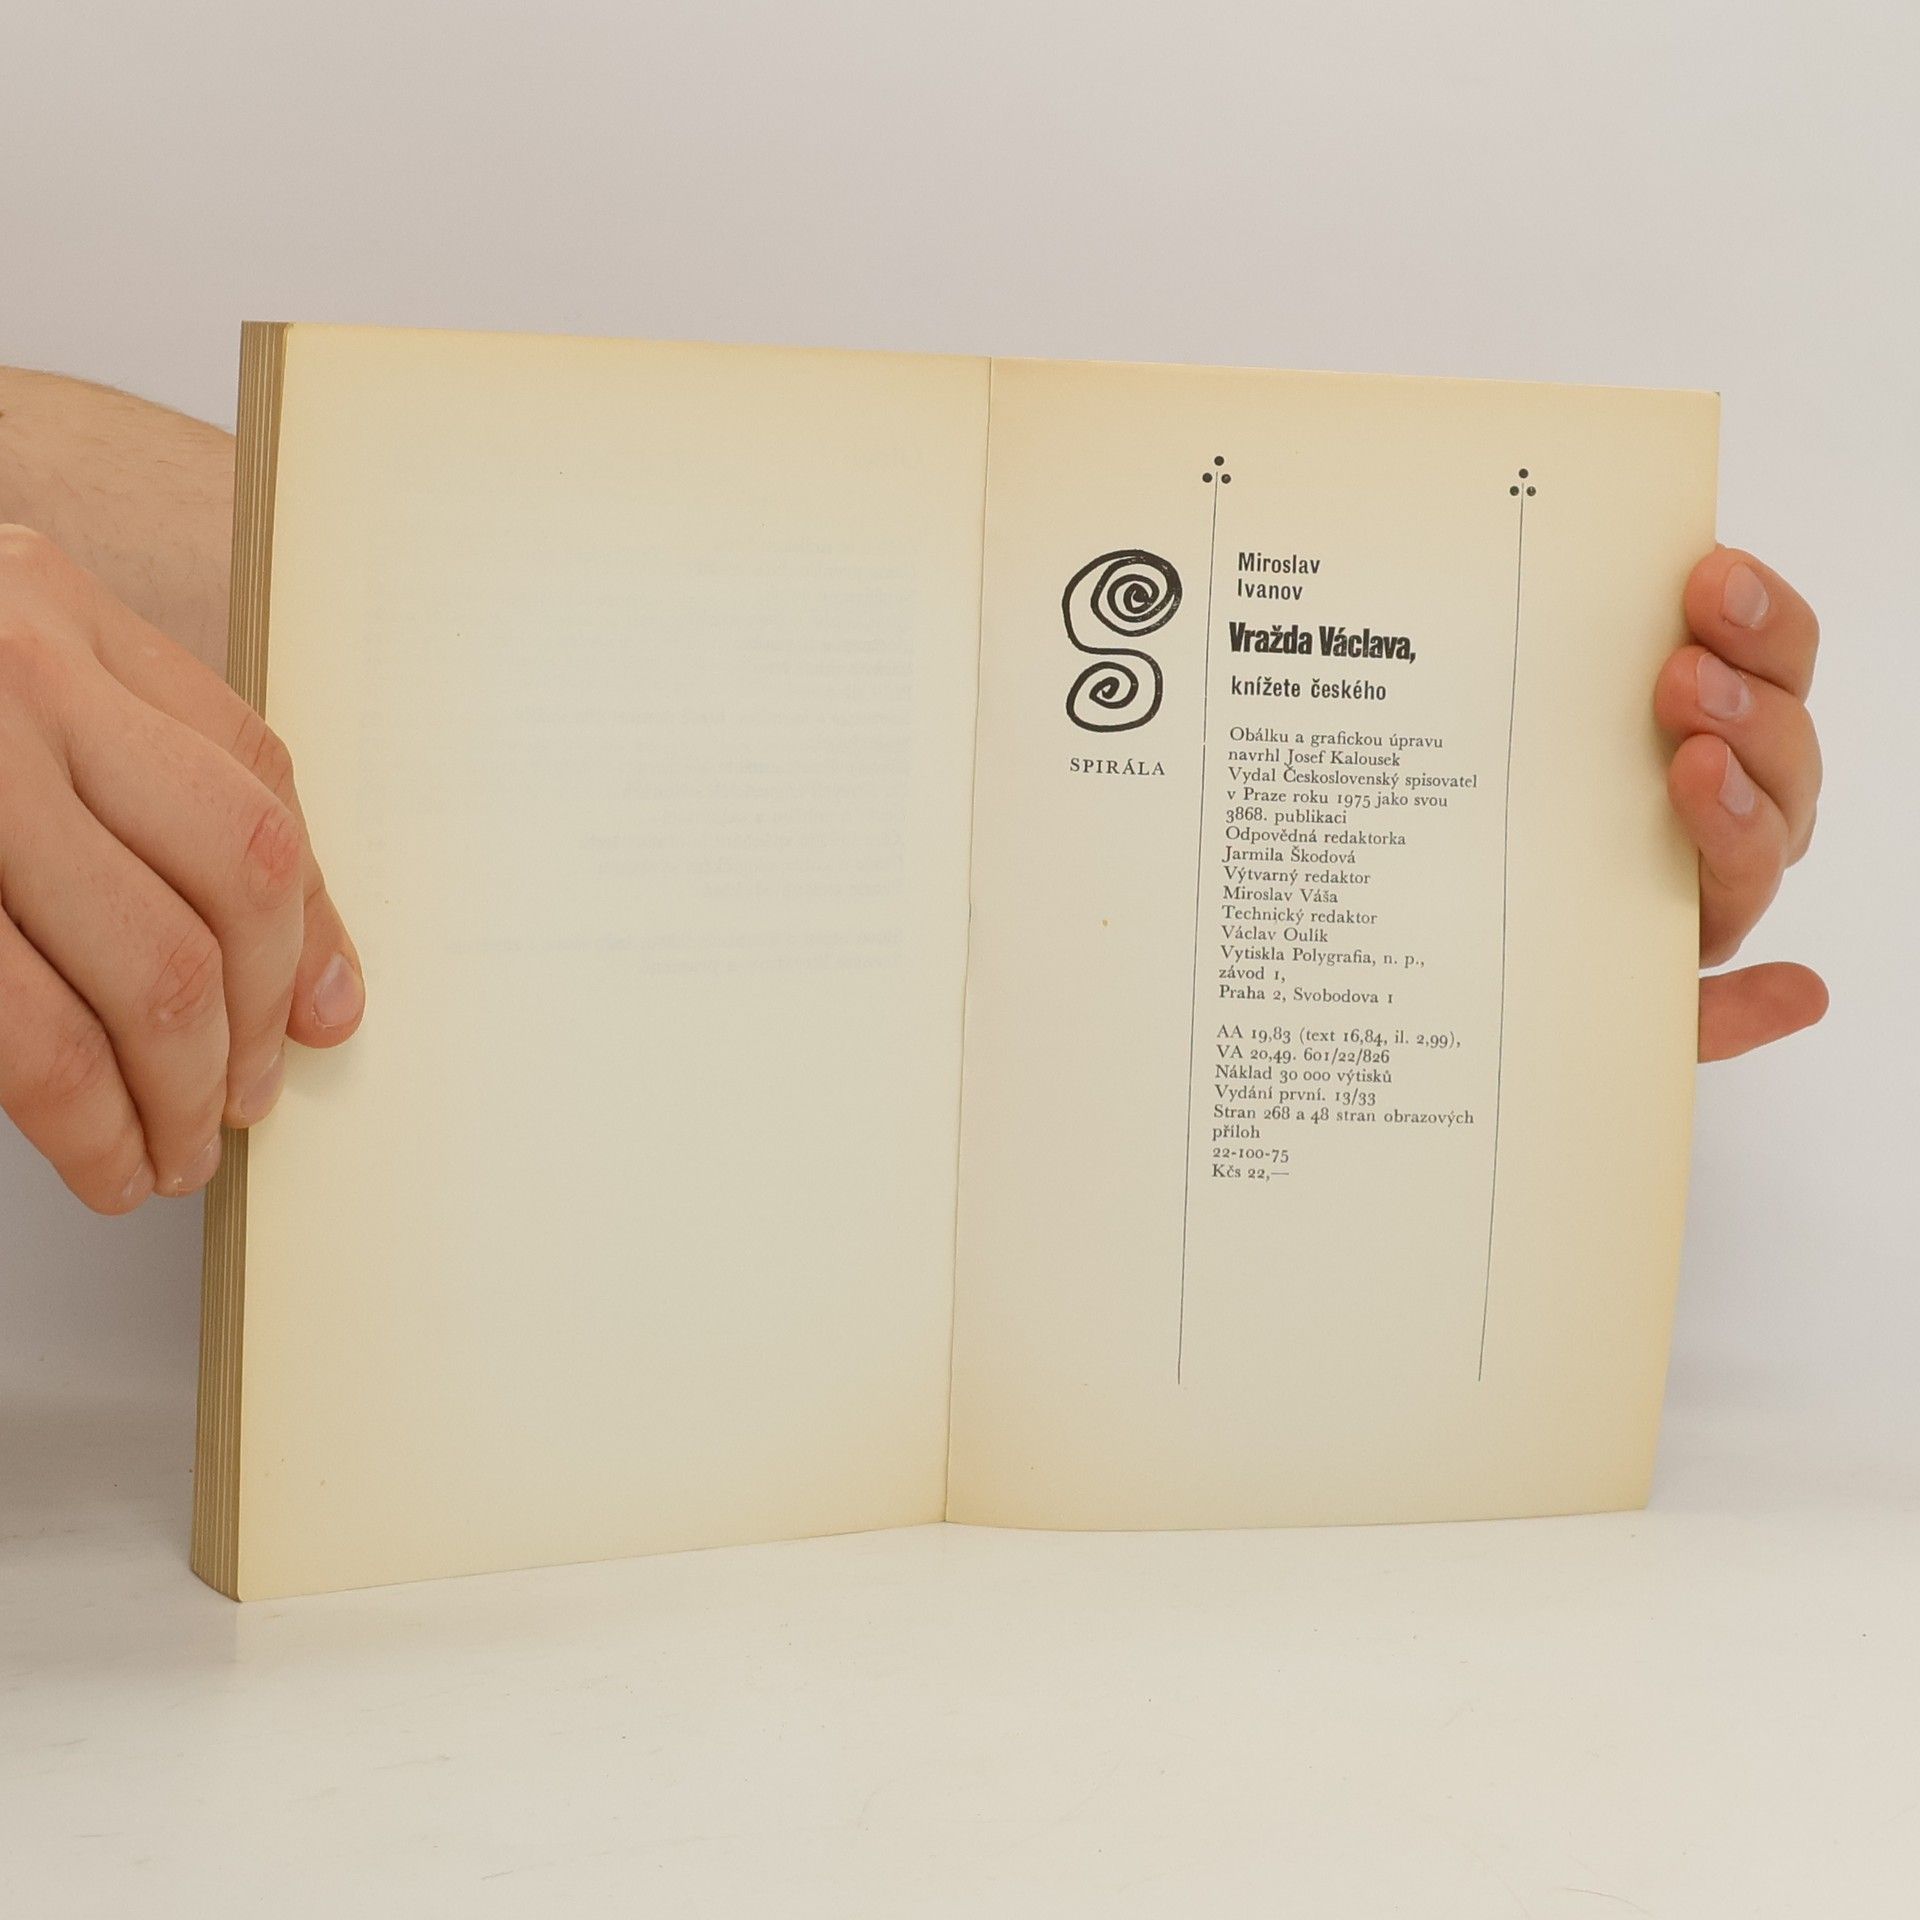 SPIRÁLA
Miroslav
Ivanov
Vražda Václava,
knížete českého
Obálku a grafickou úpravu
navrhl Josef Kalousek
Vydal Československý spisovatel
v Praze roku 1975 jako svou
3868. publikaci
Odpovědná redaktorka
Jarmila Škodová
Výtvarný redaktor
Miroslav Váša
Technický redaktor
Václav Oulík
Vytiskla Polygrafia, n. p.,
závod 1,
Praha 2, Svobodova 1
AA 19,83 (text 16,84, il. 2,99),
VA 20,49. 601/22/826
Náklad 30 000 výtisků
Vydání první. 13/33
Stran 268 a 48 stran obrazových
příloh
22-100-75
Kčs 22,—